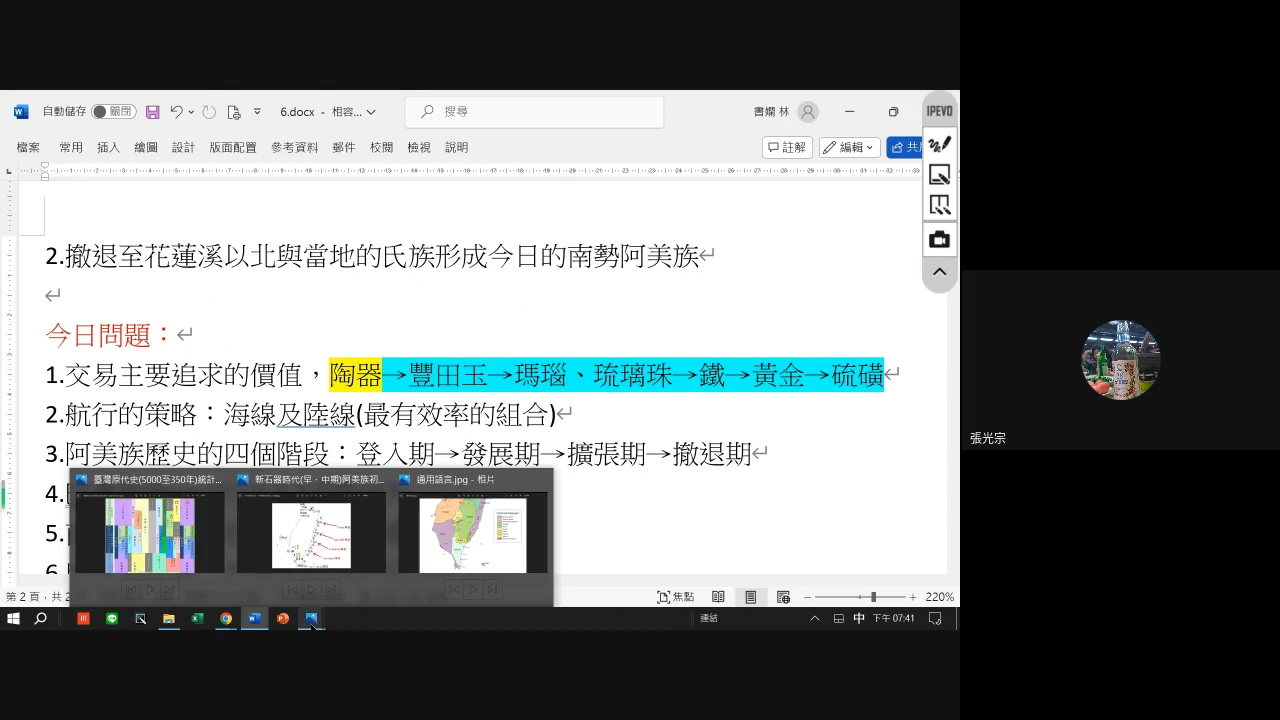 自動儲存 關閉 6.docx - 相容... 搜尋 書嫻 林 IPEVO
檔案 常用 插入 繪圖 設計 版面配置 參考資料 郵件 校閱 檢視 說明 註解 編輯
2.撤退至花蓮溪以北與當地的氏族形成今日的南勢阿美族
今日問題：
1.交易主要追求的價值，陶器→豐田玉→瑪瑙、琉璃珠→鐵→黃金→硫磺
2.航行的策略：海線及陸線(最有效率的組合)
3.阿美族歷史的四個階段：登入期→發展期→擴張期→撤退期
4.
臺灣原代史(5000至350年)統計... 新石器時代(早、中期)阿美族初... 通用語言.jpg - 相片
5.
張光宗
焦點 220%
連結 中 下午 07:41